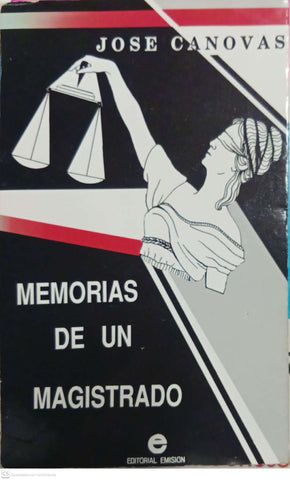 JOSE CANOVAS
MEMORIAS
DE UN
MAGISTRADO
e
EDITORIAL EMISION